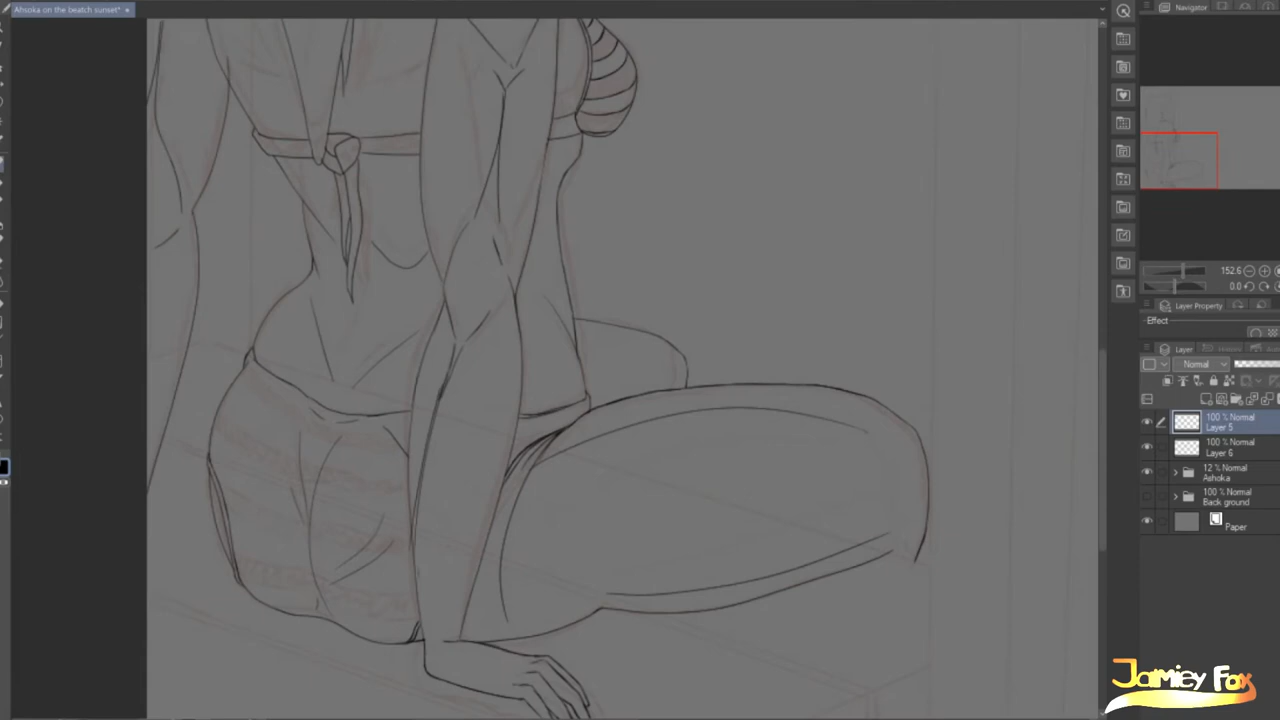 Ahsoka on the beatch sunset*
Navigator
152.6
0.0
Layer Property
Effect
Layer
Normal
100 % Normal
Layer 5
100 % Normal
Layer 6
12 % Normal
Ashoka
100 % Normal
Back ground
Paper
Jamiey Fox